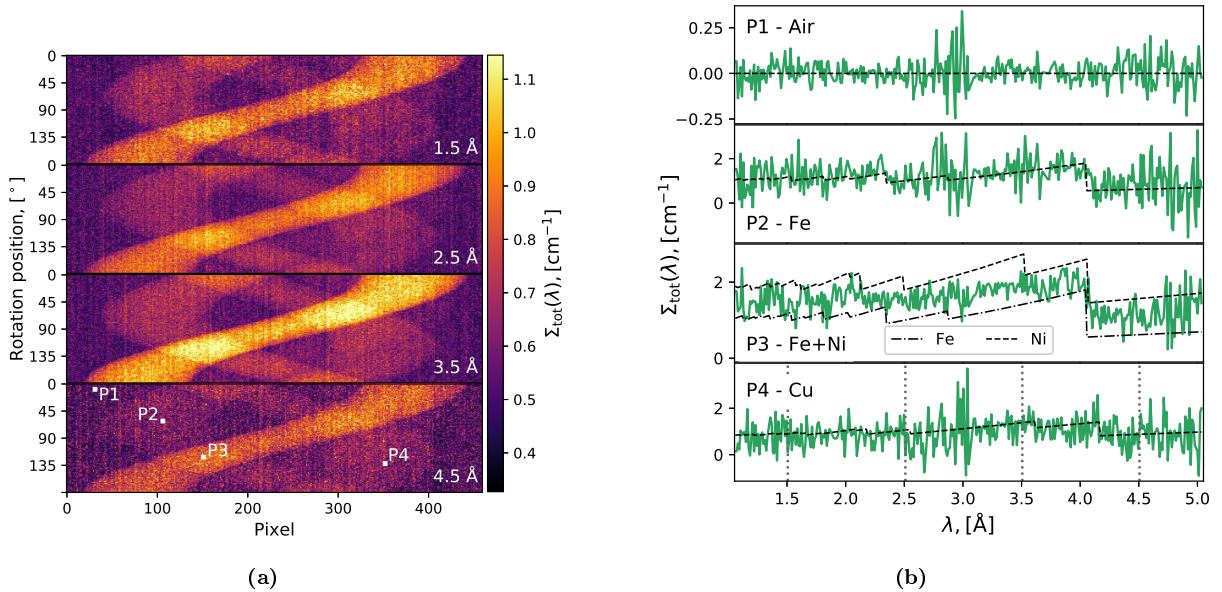 0
45
90
135
1.5 Å
0
45
90
135
2.5 Å
0
45
90
135
3.5 Å
0
45
90
135
4.5 Å
P1
P2
P3
P4
Rotation position, [°]
0 100 200 300 400
Pixel
1.1
1.0
0.9
0.8
0.7
0.6
0.5
0.4
Σtot(λ), [cm⁻¹]
(a)
P1 - Air
0.25
0.00
−0.25
P2 - Fe
2
0
P3 - Fe+Ni
2
0
Fe Ni
P4 - Cu
2
0
Σtot(λ), [cm⁻¹]
1.5 2.0 2.5 3.0 3.5 4.0 4.5 5.0
λ, [Å]
(b)